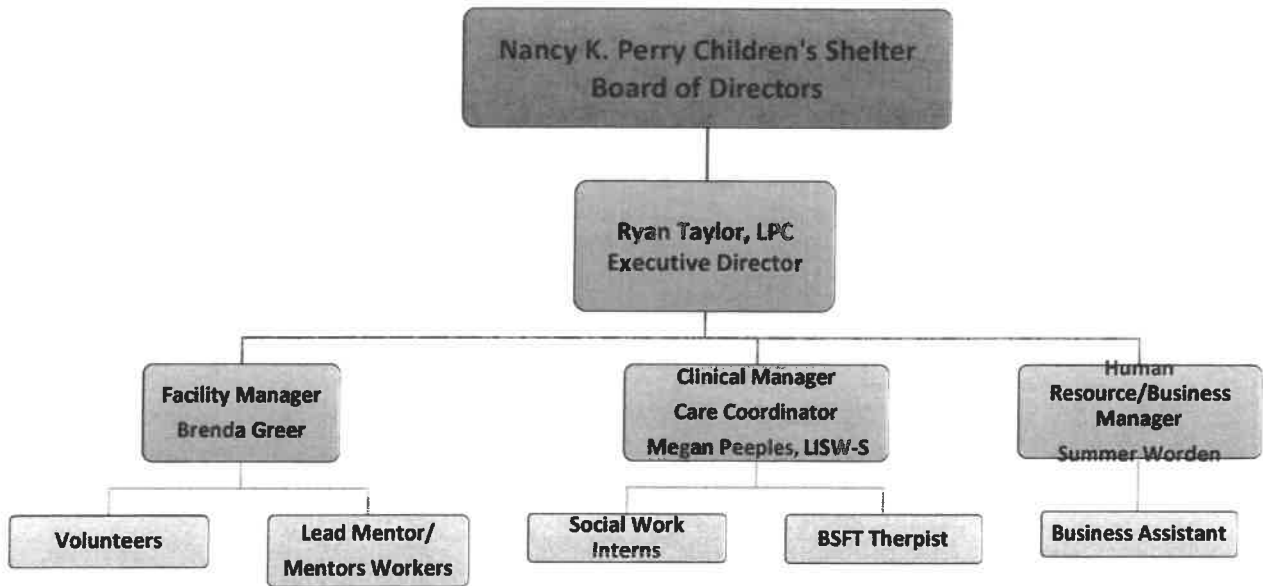 Nancy K. Perry Children's Shelter
Board of Directors
Ryan Taylor, LPC
Executive Director
Facility Manager
Brenda Greer
Clinical Manager
Care Coordinator
Megan Peeples, LISW-S
Human
Resource/Business
Manager
Summer Worden
Volunteers
Lead Mentor/
Mentors Workers
Social Work
Interns
BSFT Therpist
Business Assistant